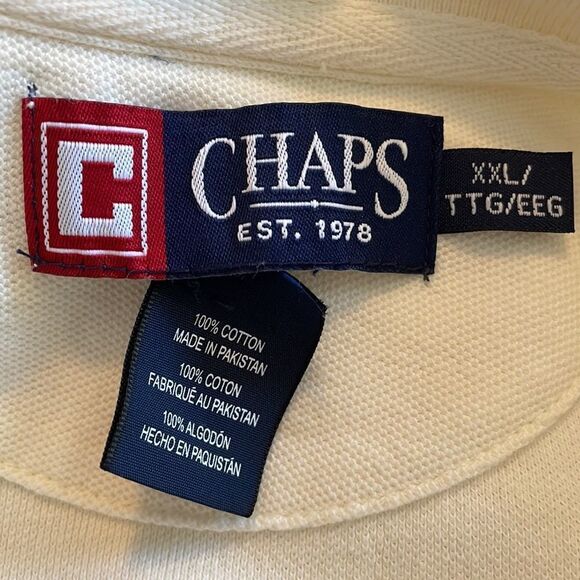 C
CHAPS
EST. 1978
XXL/
TTG/EEG
100% COTTON
MADE IN PAKISTAN
100% COTON
FABRIQUÉ AU PAKISTAN
100% ALGODÓN
HECHO EN PAQUISTÁN